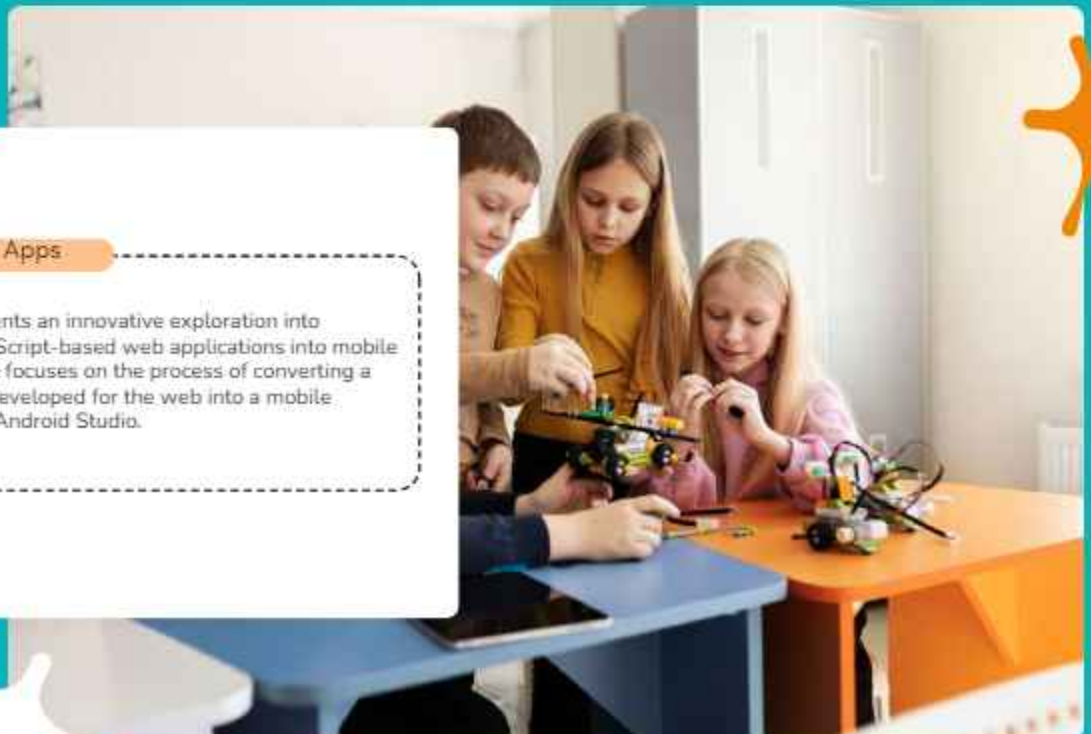 Apps
nts an innovative exploration into
Script-based web applications into mobile
focuses on the process of converting a
eveloped for the web into a mobile
Android Studio.